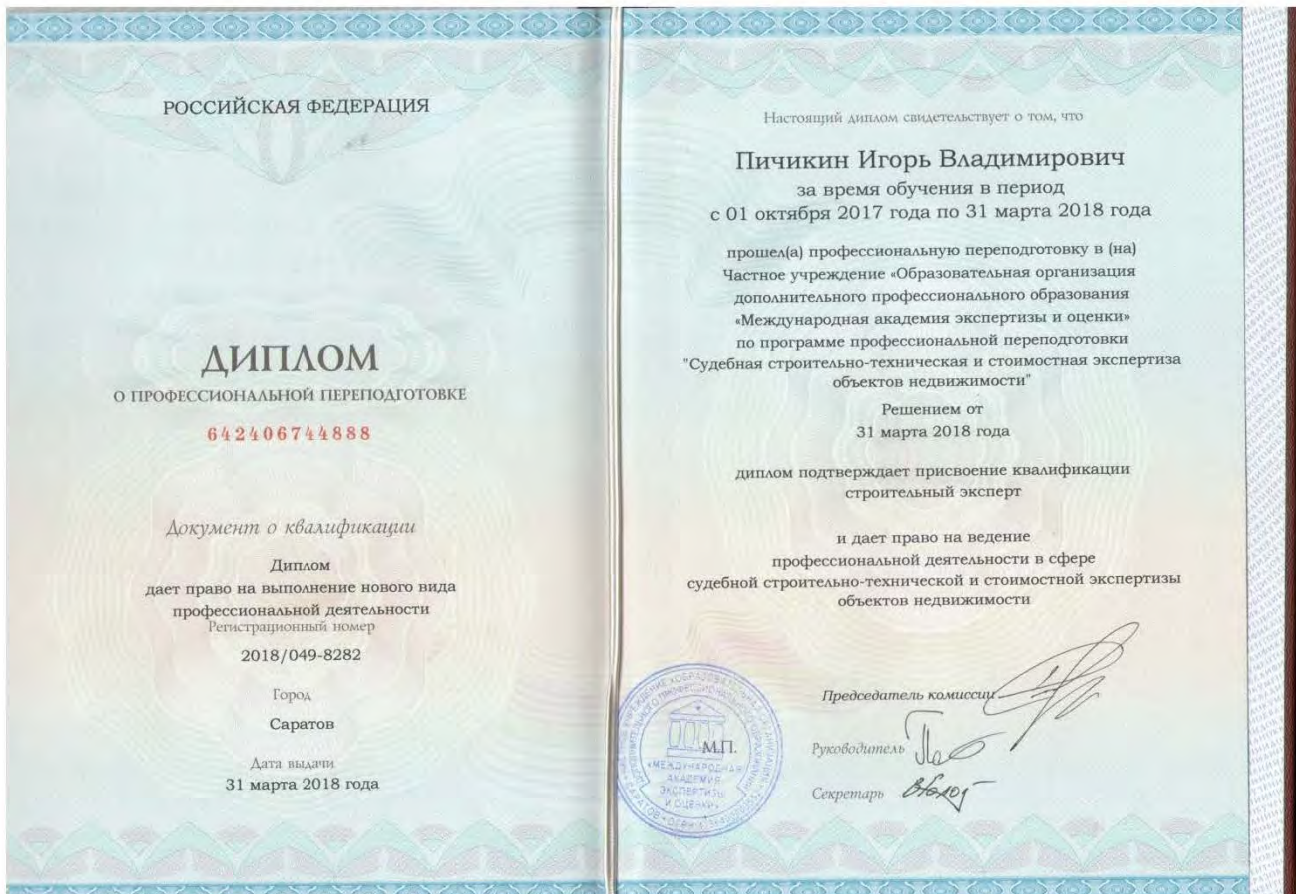 РОССИЙСКАЯ ФЕДЕРАЦИЯ
ДИПЛОМ
О ПРОФЕССИОНАЛЬНОЙ ПЕРЕПОДГОТОВКЕ
642406744888
Документ о квалификации
Диплом
дает право на выполнение нового вида
профессиональной деятельности
Регистрационный номер
2018/049-8282
Город
Саратов
Дата выдачи
31 марта 2018 года
Настоящий диплом свидетельствует о том, что
Пичикин Игорь Владимирович
за время обучения в период
с 01 октября 2017 года по 31 марта 2018 года
прошел(а) профессиональную переподготовку в (на)
Частное учреждение «Образовательная организация
дополнительного профессионального образования
«Международная академия экспертизы и оценки»
по программе профессиональной переподготовки
"Судебная строительно-техническая и стоимостная экспертиза
объектов недвижимости"
Решением от
31 марта 2018 года
диплом подтверждает присвоение квалификации
строительный эксперт
и дает право на ведение
профессиональной деятельности в сфере
судебной строительно-технической и стоимостной экспертизы
объектов недвижимости
Председатель комиссии
М.П.
Руководитель
Секретарь
«МЕЖДУНАРОДНАЯ
АКАДЕМИЯ
ЭКСПЕРТИЗЫ
И ОЦЕНКИ»